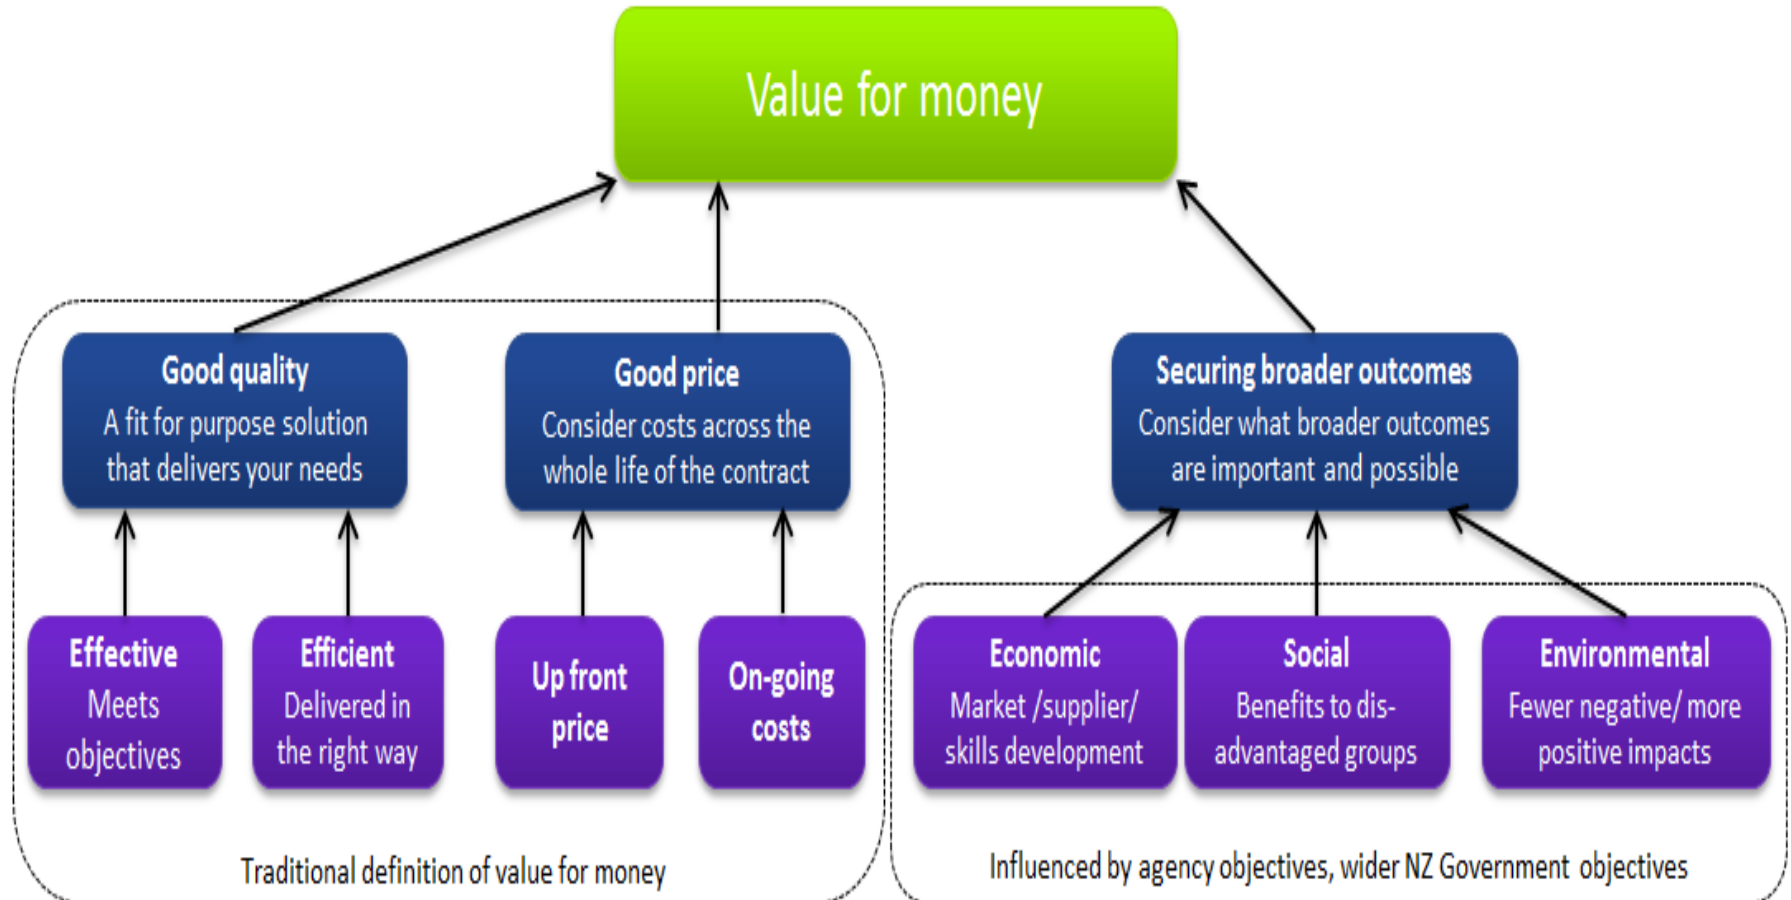 Value for money
Good quality
A fit for purpose solution
that delivers your needs
Good price
Consider costs across the
whole life of the contract
Securing broader outcomes
Consider what broader outcomes
are important and possible
Effective
Meets
objectives
Efficient
Delivered in
the right way
Up front
price
On-going
costs
Economic
Market /supplier/
skills development
Social
Benefits to dis-
advantaged groups
Environmental
Fewer negative/ more
positive impacts
Traditional definition of value for money
Influenced by agency objectives, wider NZ Government objectives